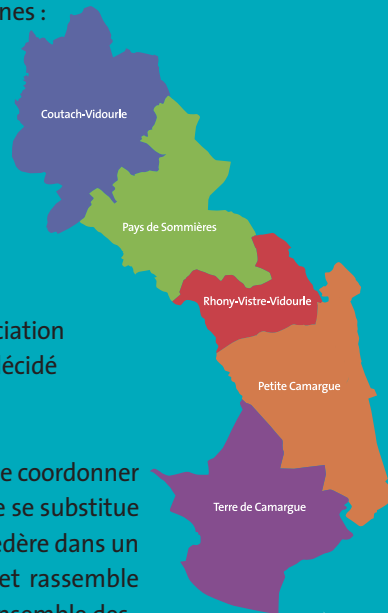 nes :
Coutach-Vidourle
Pays de Sommières
Rhony-Vistre-Vidourle
ciation
écidé
Petite Camargue
e coordonner
e se substitue
Terre de Camargue
édère dans un
et rassemble